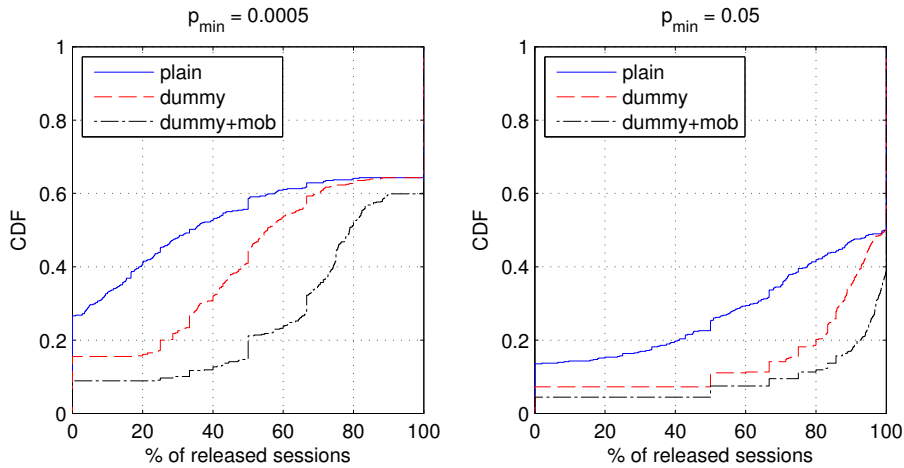 p_min = 0.0005
1
0.8
0.6
0.4
0.2
0
CDF
plain
dummy
dummy+mob
0 20 40 60 80 100
% of released sessions
p_min = 0.05
1
0.8
0.6
0.4
0.2
0
CDF
plain
dummy
dummy+mob
0 20 40 60 80 100
% of released sessions